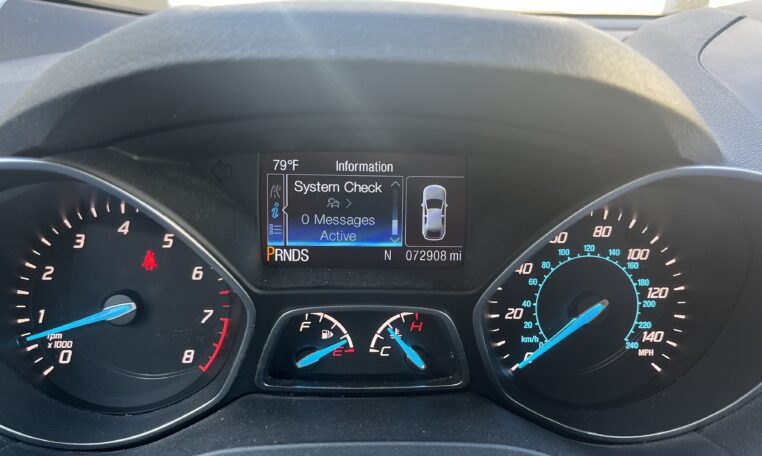 79°F Information
System Check
0 Messages
Active
PRNDS N 072908 mi
0 1 2 3 4 5 6 7 8
rpm
x1000
F E
C H
0 20 40 60 80 100 120 140
MPH
km/h
0 20 40 60 80 100 120 140 160 180 200 220 240